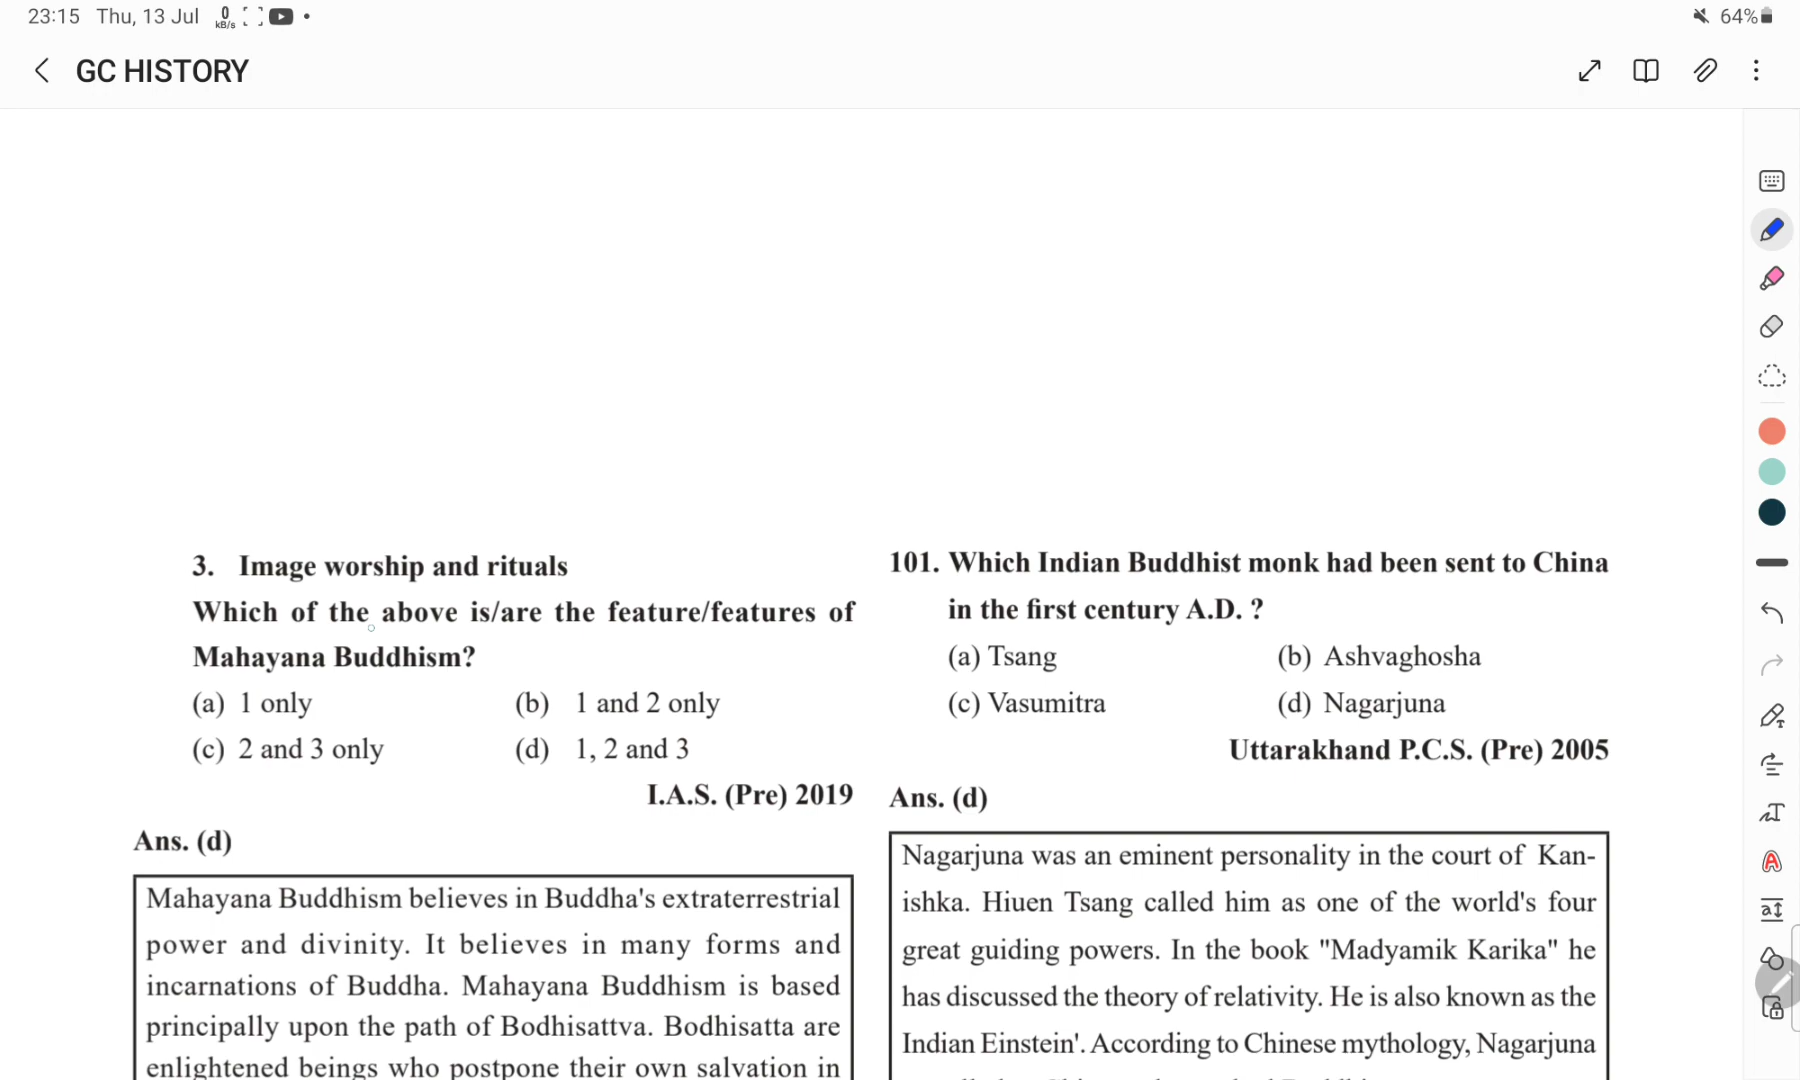 23:15 Thu, 13 Jul 0 kB/s 64%
GC HISTORY
3. Image worship and rituals
Which of the above is/are the feature/features of
Mahayana Buddhism?
(a) 1 only (b) 1 and 2 only
(c) 2 and 3 only (d) 1, 2 and 3
I.A.S. (Pre) 2019
Ans. (d)
Mahayana Buddhism believes in Buddha's extraterrestrial
power and divinity. It believes in many forms and
incarnations of Buddha. Mahayana Buddhism is based
principally upon the path of Bodhisattva. Bodhisatta are
enlightened beings who postpone their own salvation in
101. Which Indian Buddhist monk had been sent to China
in the first century A.D. ?
(a) Tsang (b) Ashvaghosha
(c) Vasumitra (d) Nagarjuna
Uttarakhand P.C.S. (Pre) 2005
Ans. (d)
Nagarjuna was an eminent personality in the court of Kan-
ishka. Hiuen Tsang called him as one of the world's four
great guiding powers. In the book "Madyamik Karika" he
has discussed the theory of relativity. He is also known as the
Indian Einstein'. According to Chinese mythology, Nagarjuna